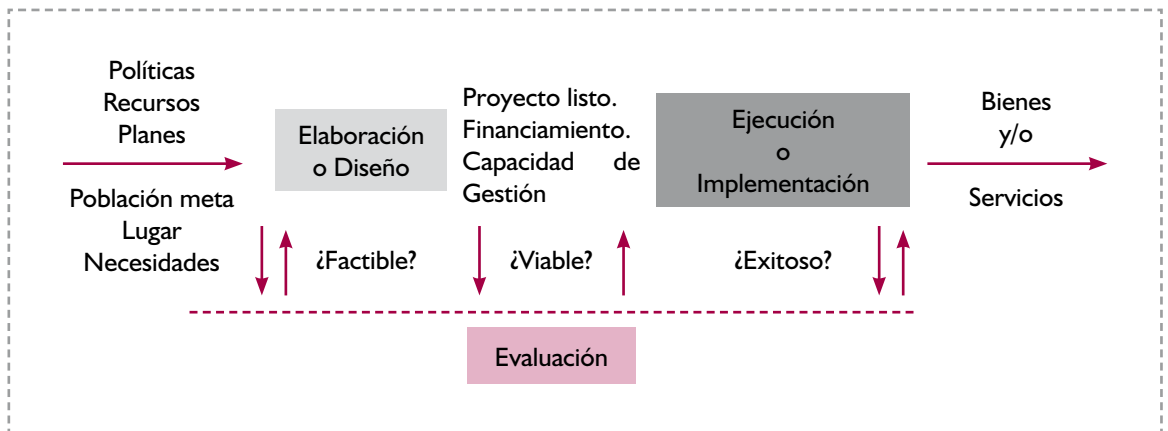 Políticas
Recursos
Planes
Población meta
Lugar
Necesidades
Elaboración
o Diseño
Proyecto listo.
Financiamiento.
Capacidad de
Gestión
Ejecución
o
Implementación
Bienes
y/o
Servicios
¿Factible?
¿Viable?
¿Exitoso?
Evaluación